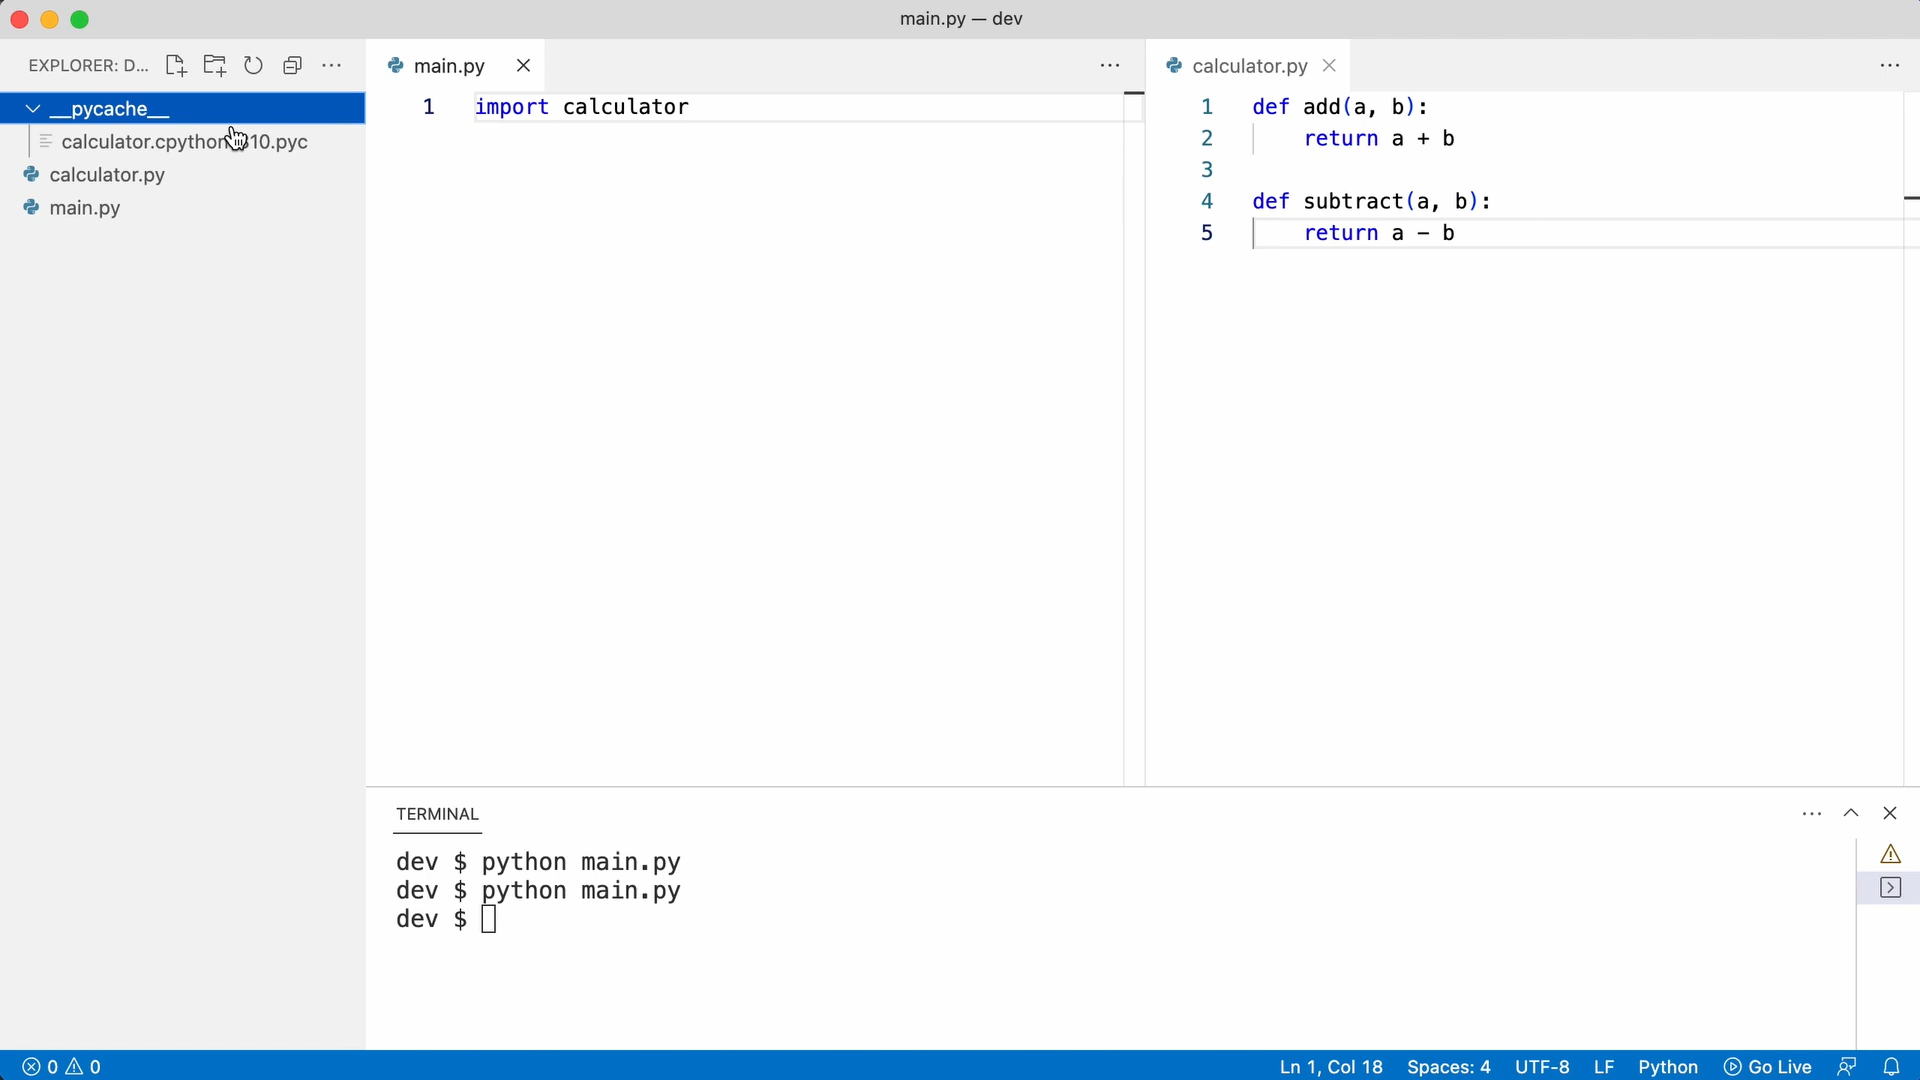 main.py — dev
EXPLORER: D...
__pycache__
calculator.cpython-310.pyc
calculator.py
main.py
main.py
1 import calculator
calculator.py
1 def add(a, b):
2 return a + b
3
4 def subtract(a, b):
5 return a - b
TERMINAL
dev $ python main.py
dev $ python main.py
dev $
0 0
Ln 1, Col 18 Spaces: 4 UTF-8 LF Python Go Live